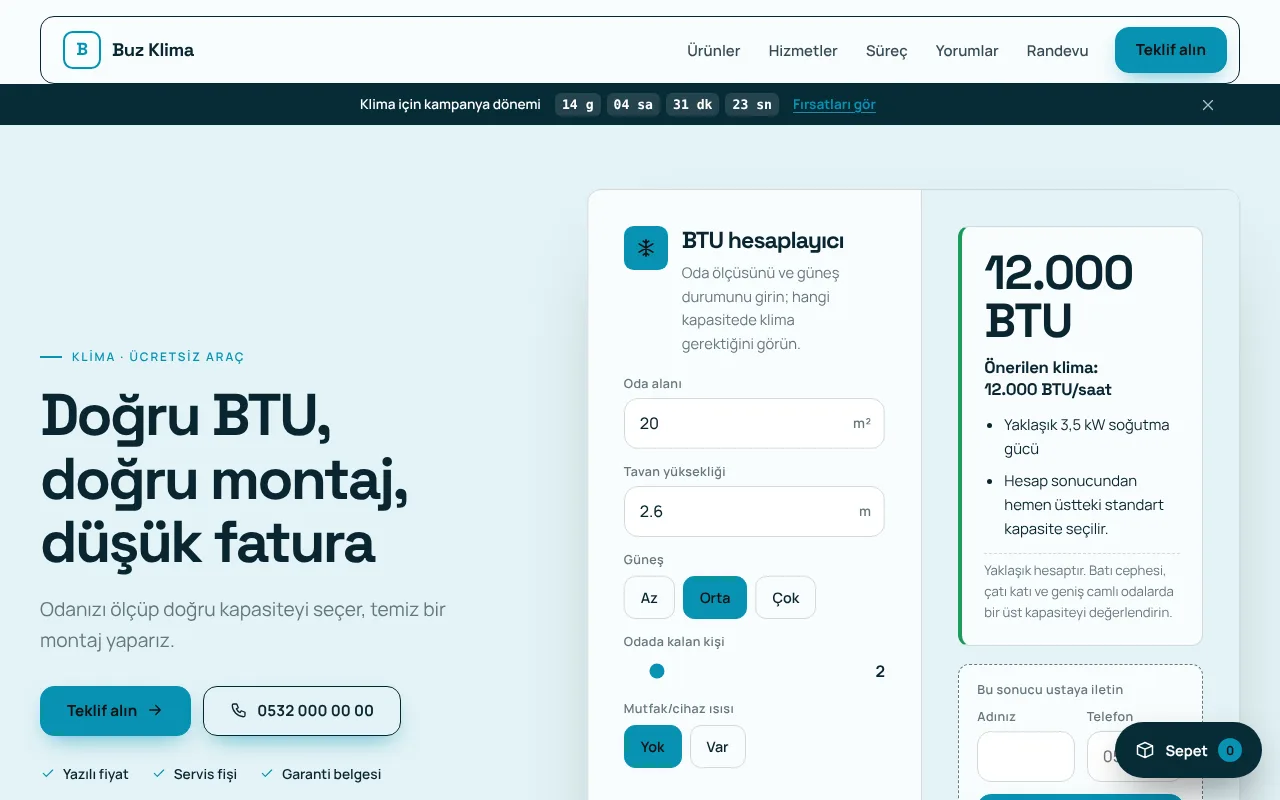 B
Buz Klima
Ürünler
Hizmetler
Süreç
Yorumlar
Randevu
Teklif alın
Klima için kampanya dönemi
14 g
04 sa
31 dk
23 sn
Fırsatları gör
KLİMA · ÜCRETSİZ ARAÇ
Doğru BTU,
doğru montaj,
düşük fatura
Odanızı ölçüp doğru kapasiteyi seçer, temiz bir
montaj yaparız.
Teklif alın
0532 000 00 00
Yazılı fiyat
Servis fişi
Garanti belgesi
BTU hesaplayıcı
Oda ölçüsünü ve güneş
durumunu girin; hangi
kapasitede klima
gerektiğini görün.
Oda alanı
20
m²
Tavan yüksekliği
2.6
m
Güneş
Az
Orta
Çok
Odada kalan kişi
2
Mutfak/cihaz ısısı
Yok
Var
12.000
BTU
Önerilen klima:
12.000 BTU/saat
Yaklaşık 3,5 kW soğutma
gücü
Hesap sonucundan
hemen üstteki standart
kapasite seçilir.
Yaklaşık hesaptır. Batı cephesi,
çatı katı ve geniş camlı odalarda
bir üst kapasiteyi değerlendirin.
Bu sonucu ustaya iletin
Adınız
Telefon
Sepet
0